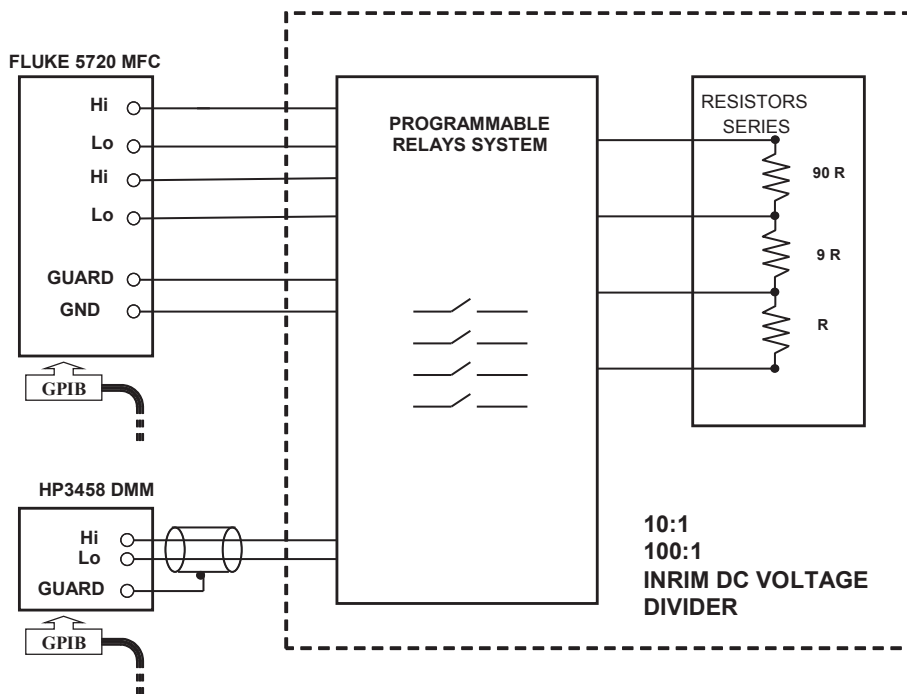 FLUKE 5720 MFC
Hi
Lo
Hi
Lo
GUARD
GND
GPIB
HP3458 DMM
Hi
Lo
GUARD
GPIB
PROGRAMMABLE
RELAYS SYSTEM
RESISTORS
SERIES
90 R
9 R
R
10:1
100:1
INRIM DC VOLTAGE
DIVIDER